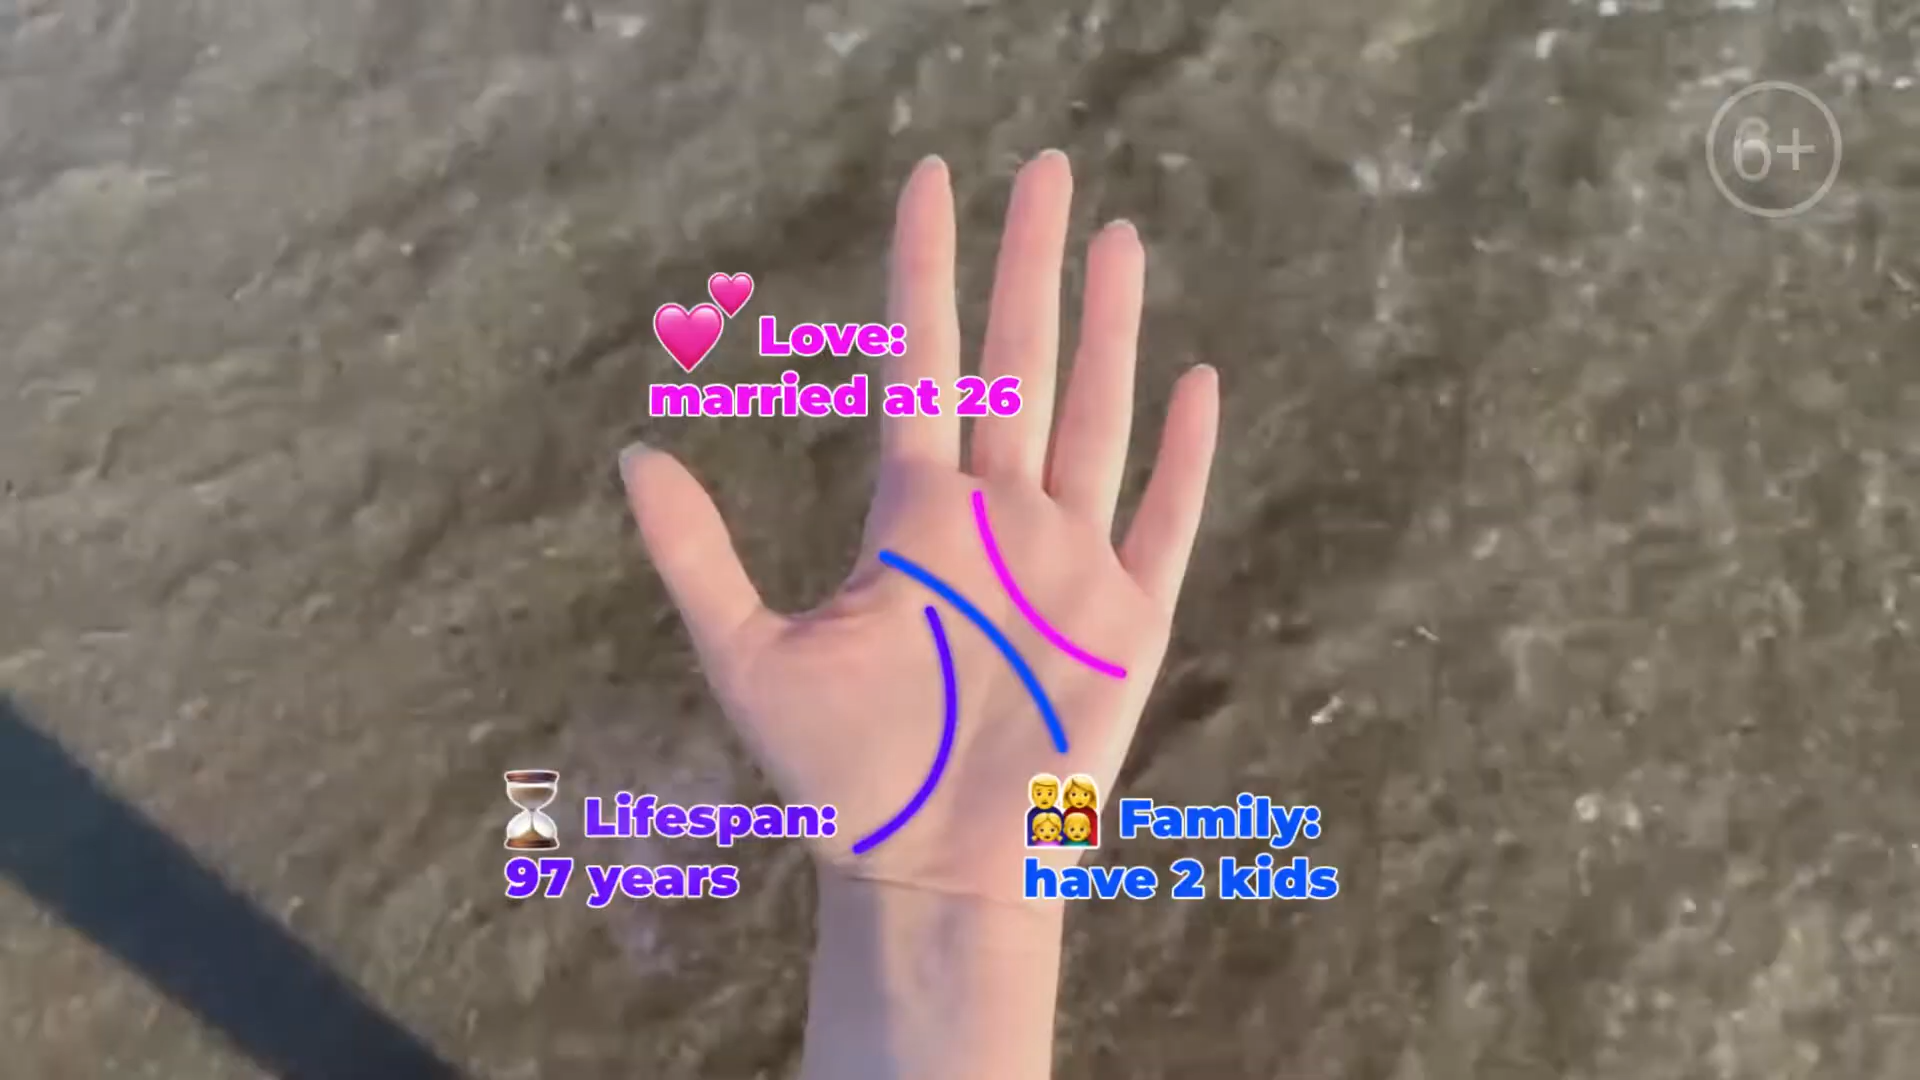 6+
💕 Love:
married at 26
⏳ Lifespan:
97 years
👨‍👩‍👧‍👦 Family:
have 2 kids